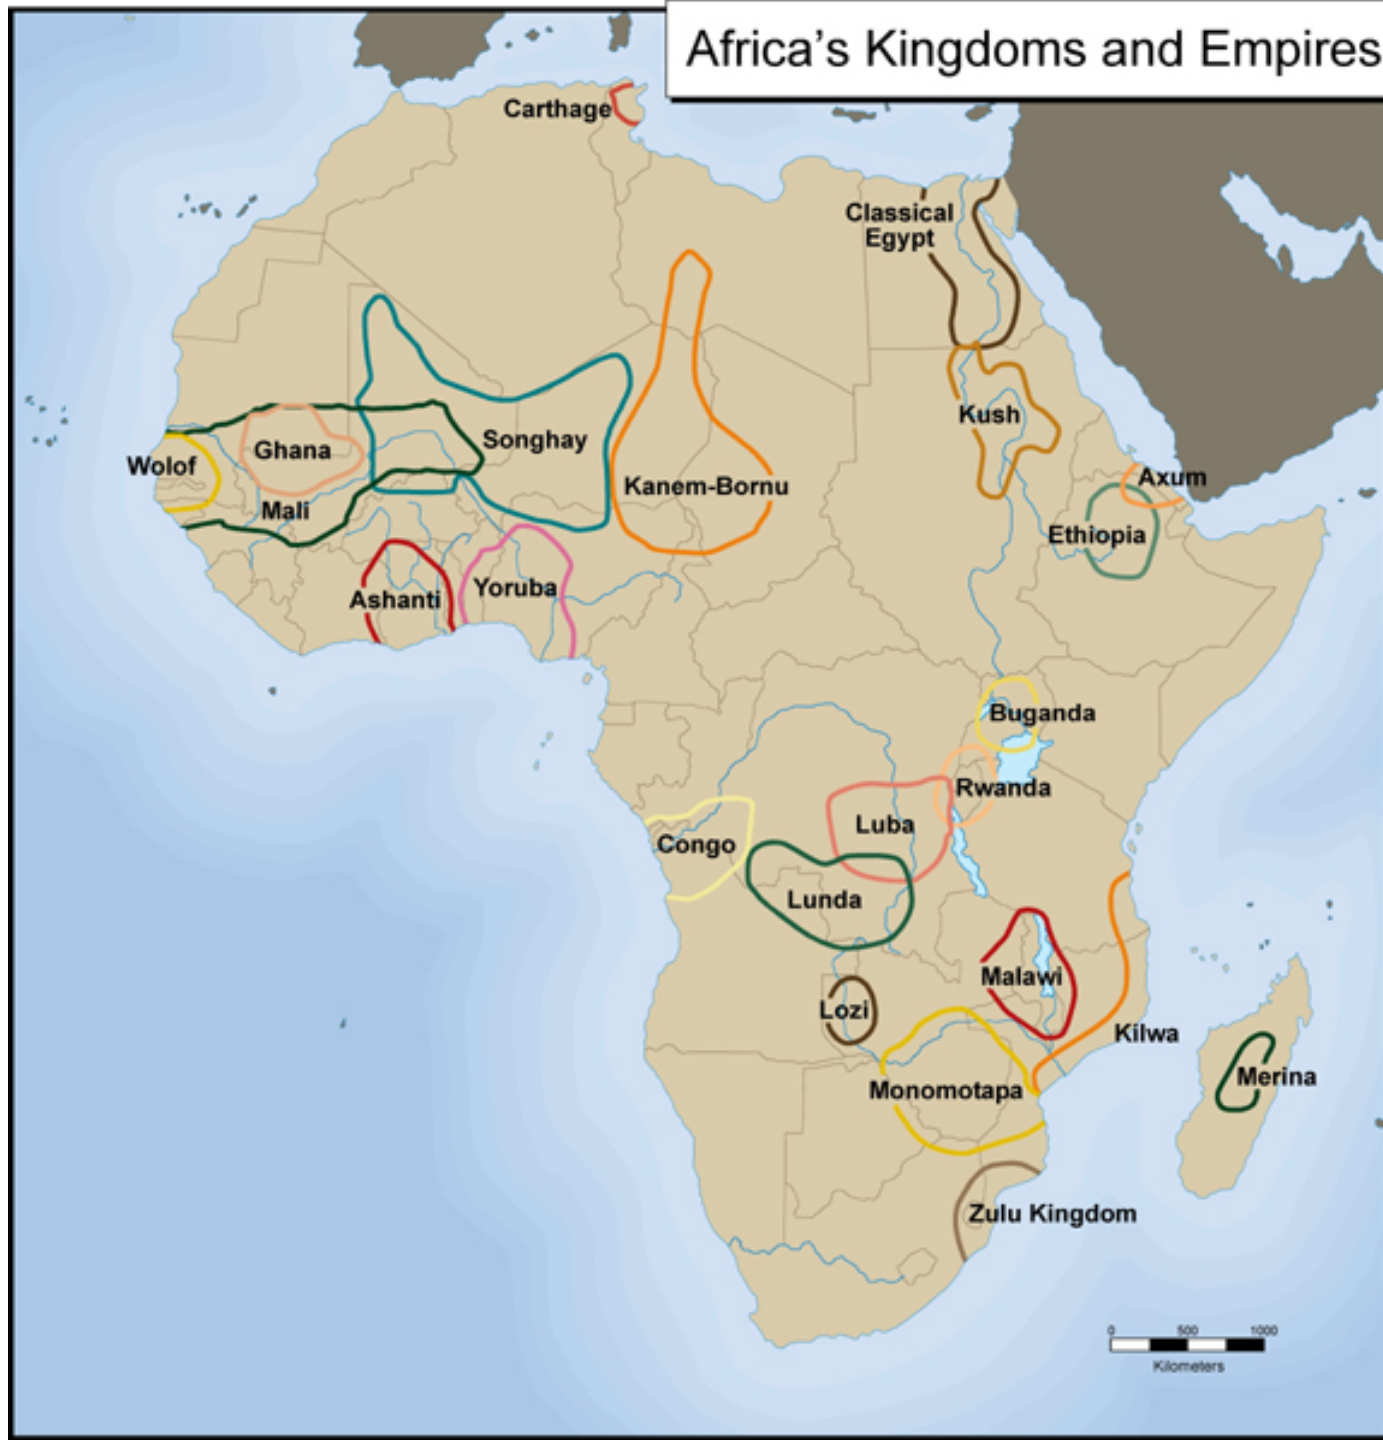 Africa's Kingdoms and Empires
Carthage
Classical
Egypt
Kush
Ghana
Songhay
Wolof
Kanem-Bornu
Axum
Mali
Ethiopia
Ashanti
Yoruba
Buganda
Rwanda
Luba
Congo
Lunda
Malawi
Lozi
Kilwa
Merina
Monomotapa
Zulu Kingdom
0 500 1000
Kilometers